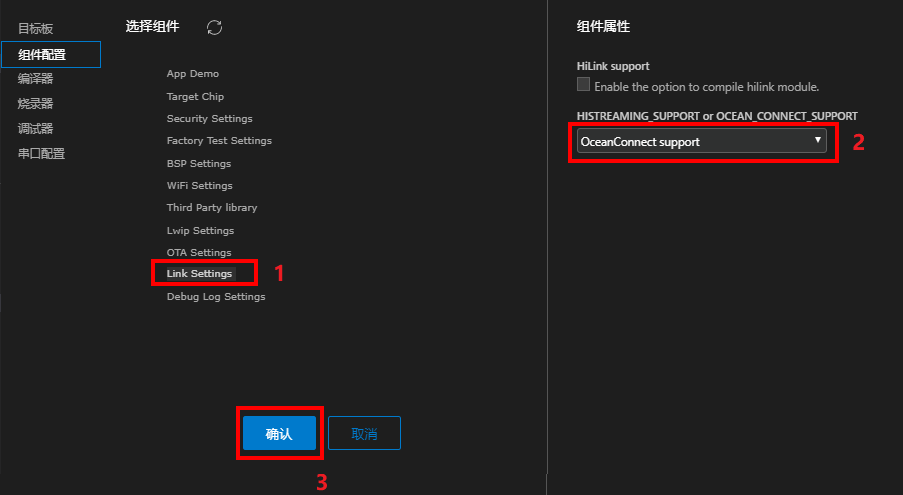 目标板
组件配置
编译器
烧录器
调试器
串口配置
选择组件
App Demo
Target Chip
Security Settings
Factory Test Settings
BSP Settings
WiFi Settings
Third Party library
Lwip Settings
OTA Settings
Link Settings
1
Debug Log Settings
确认
取消
3
组件属性
HiLink support
Enable the option to compile hilink module.
HISTREAMING_SUPPORT or OCEAN_CONNECT_SUPPORT
OceanConnect support
2